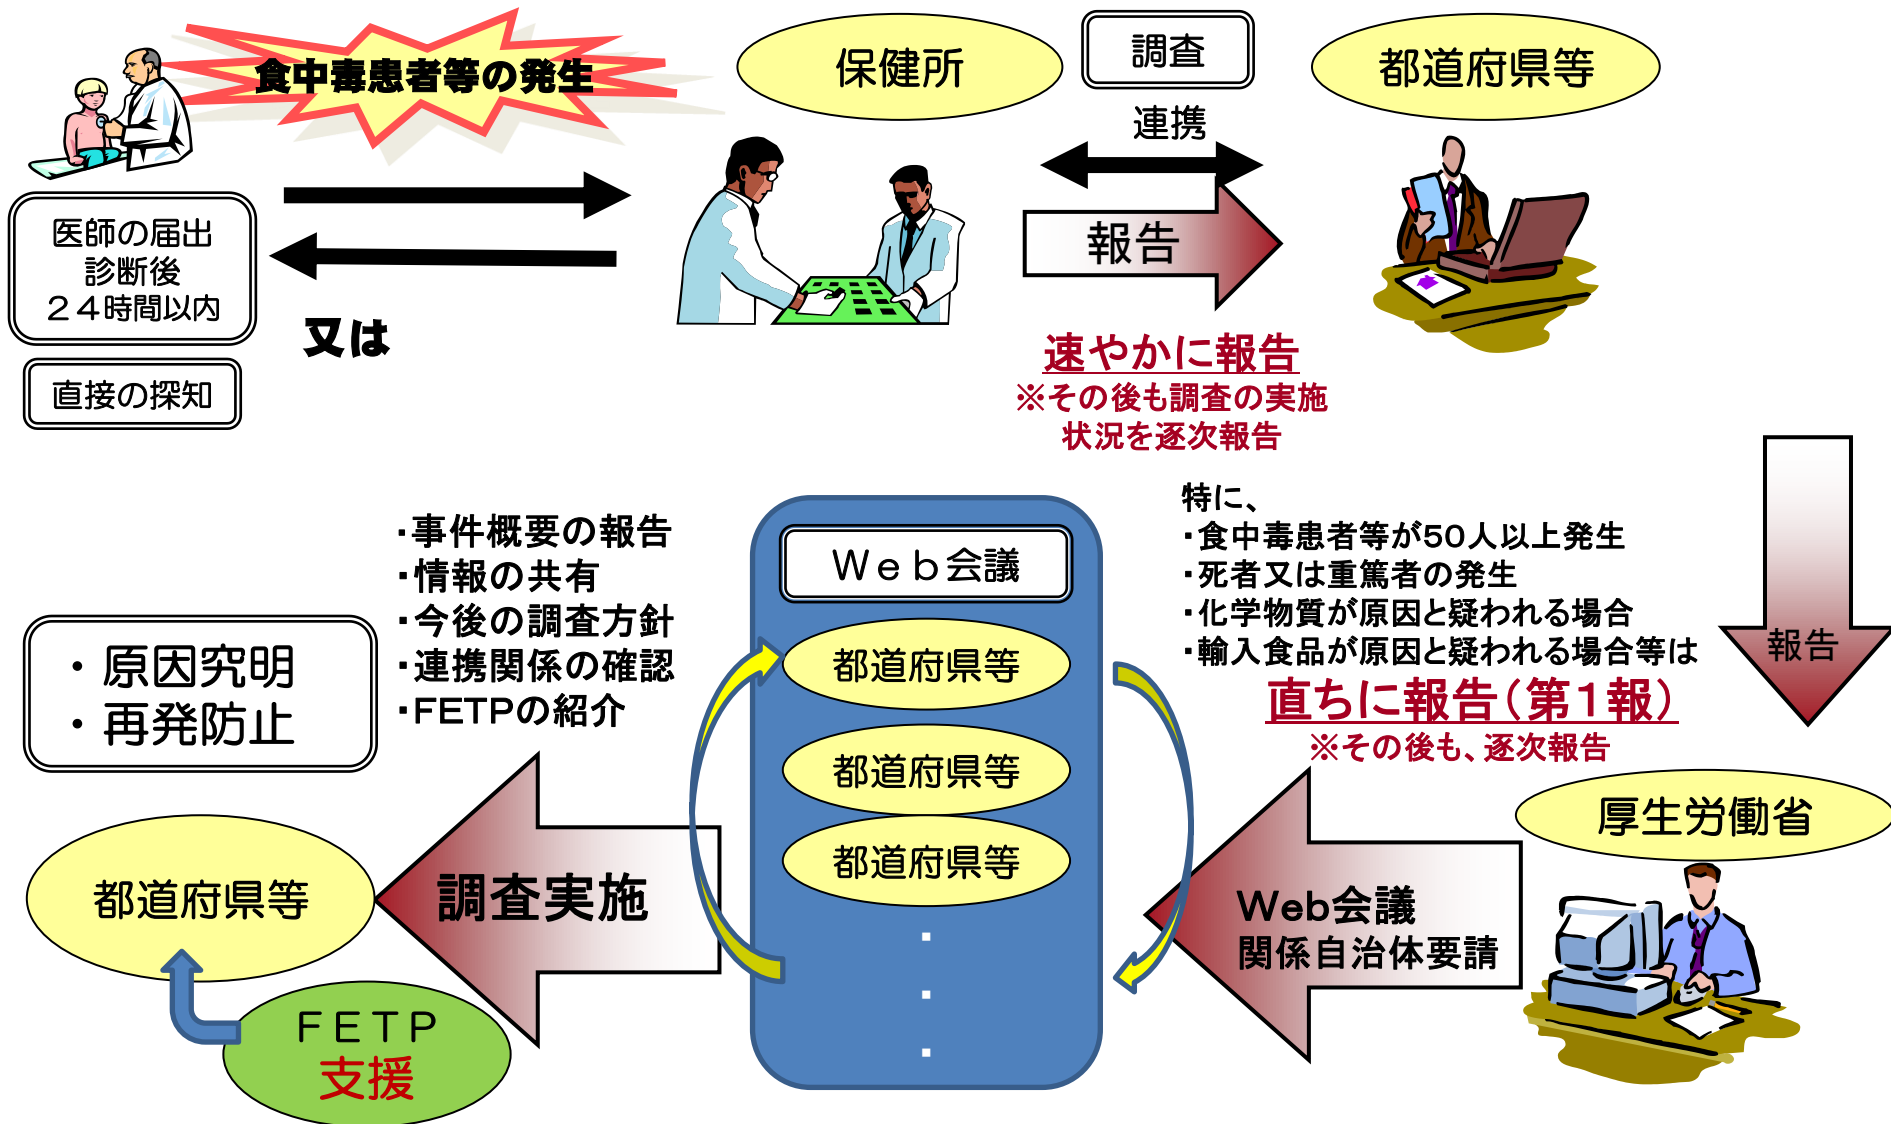 食中毒患者等の発生
保健所
調査
連携
都道府県等
医師の届出
診断後
２４時間以内
又は
直接の探知
報告
速やかに報告
※その後も調査の実施
状況を逐次報告
報告
特に、
・食中毒患者等が50人以上発生
・死者又は重篤者の発生
・化学物質が原因と疑われる場合
・輸入食品が原因と疑われる場合等は
直ちに報告(第1報)
※その後も、逐次報告
厚生労働省
Web会議
関係自治体要請
Ｗｅｂ会議
都道府県等
都道府県等
都道府県等
・
・
・
・事件概要の報告
・情報の共有
・今後の調査方針
・連携関係の確認
・FETPの紹介
調査実施
・原因究明
・再発防止
都道府県等
ＦＥＴＰ
支援